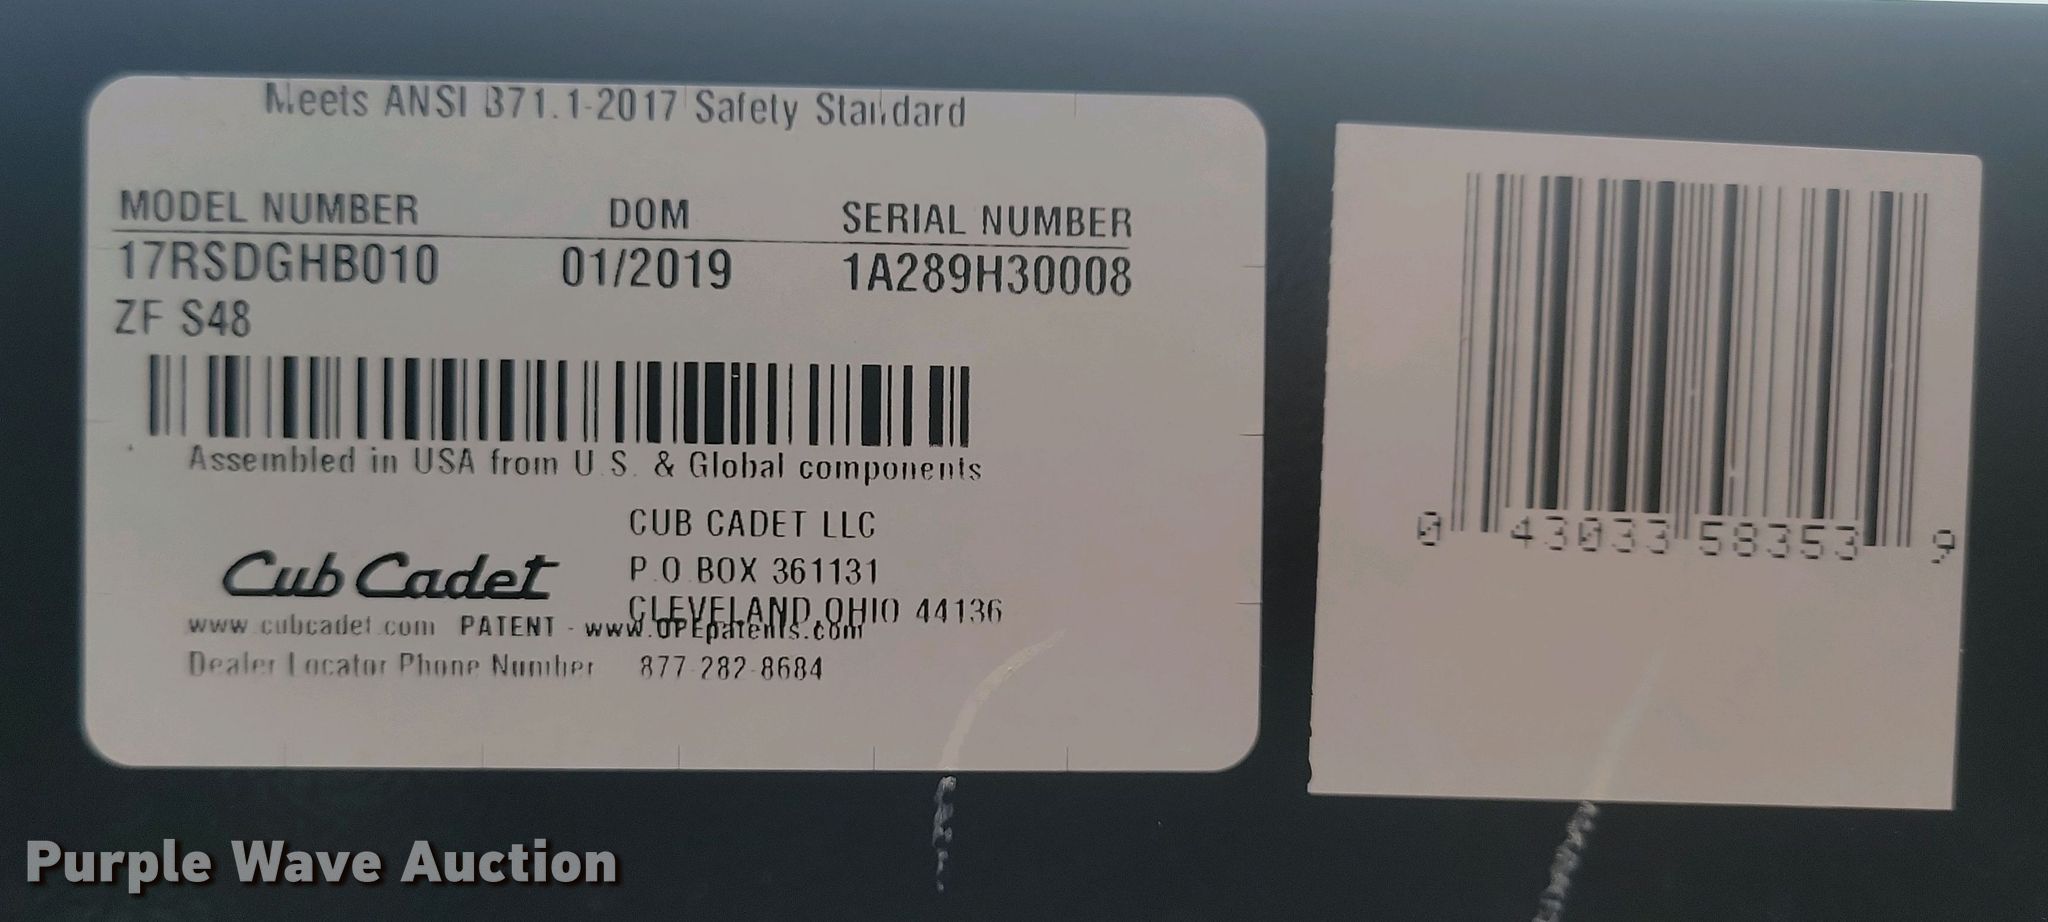 Meets ANSI B71.1-2017 Safety Standard
MODEL NUMBER DOM SERIAL NUMBER
17RSDGHB010 01/2019 1A289H30008
ZF S48
Assembled in USA from U.S. & Global components
CUB CADET LLC
P.O BOX 361131
CLEVELAND,OHIO 44136
Cub Cadet
www.cubcadet.com PATENT - www.OPEpatents.com
Dealer Locator Phone Number 877-282-8684
0 43033 58353 9
Purple Wave Auction